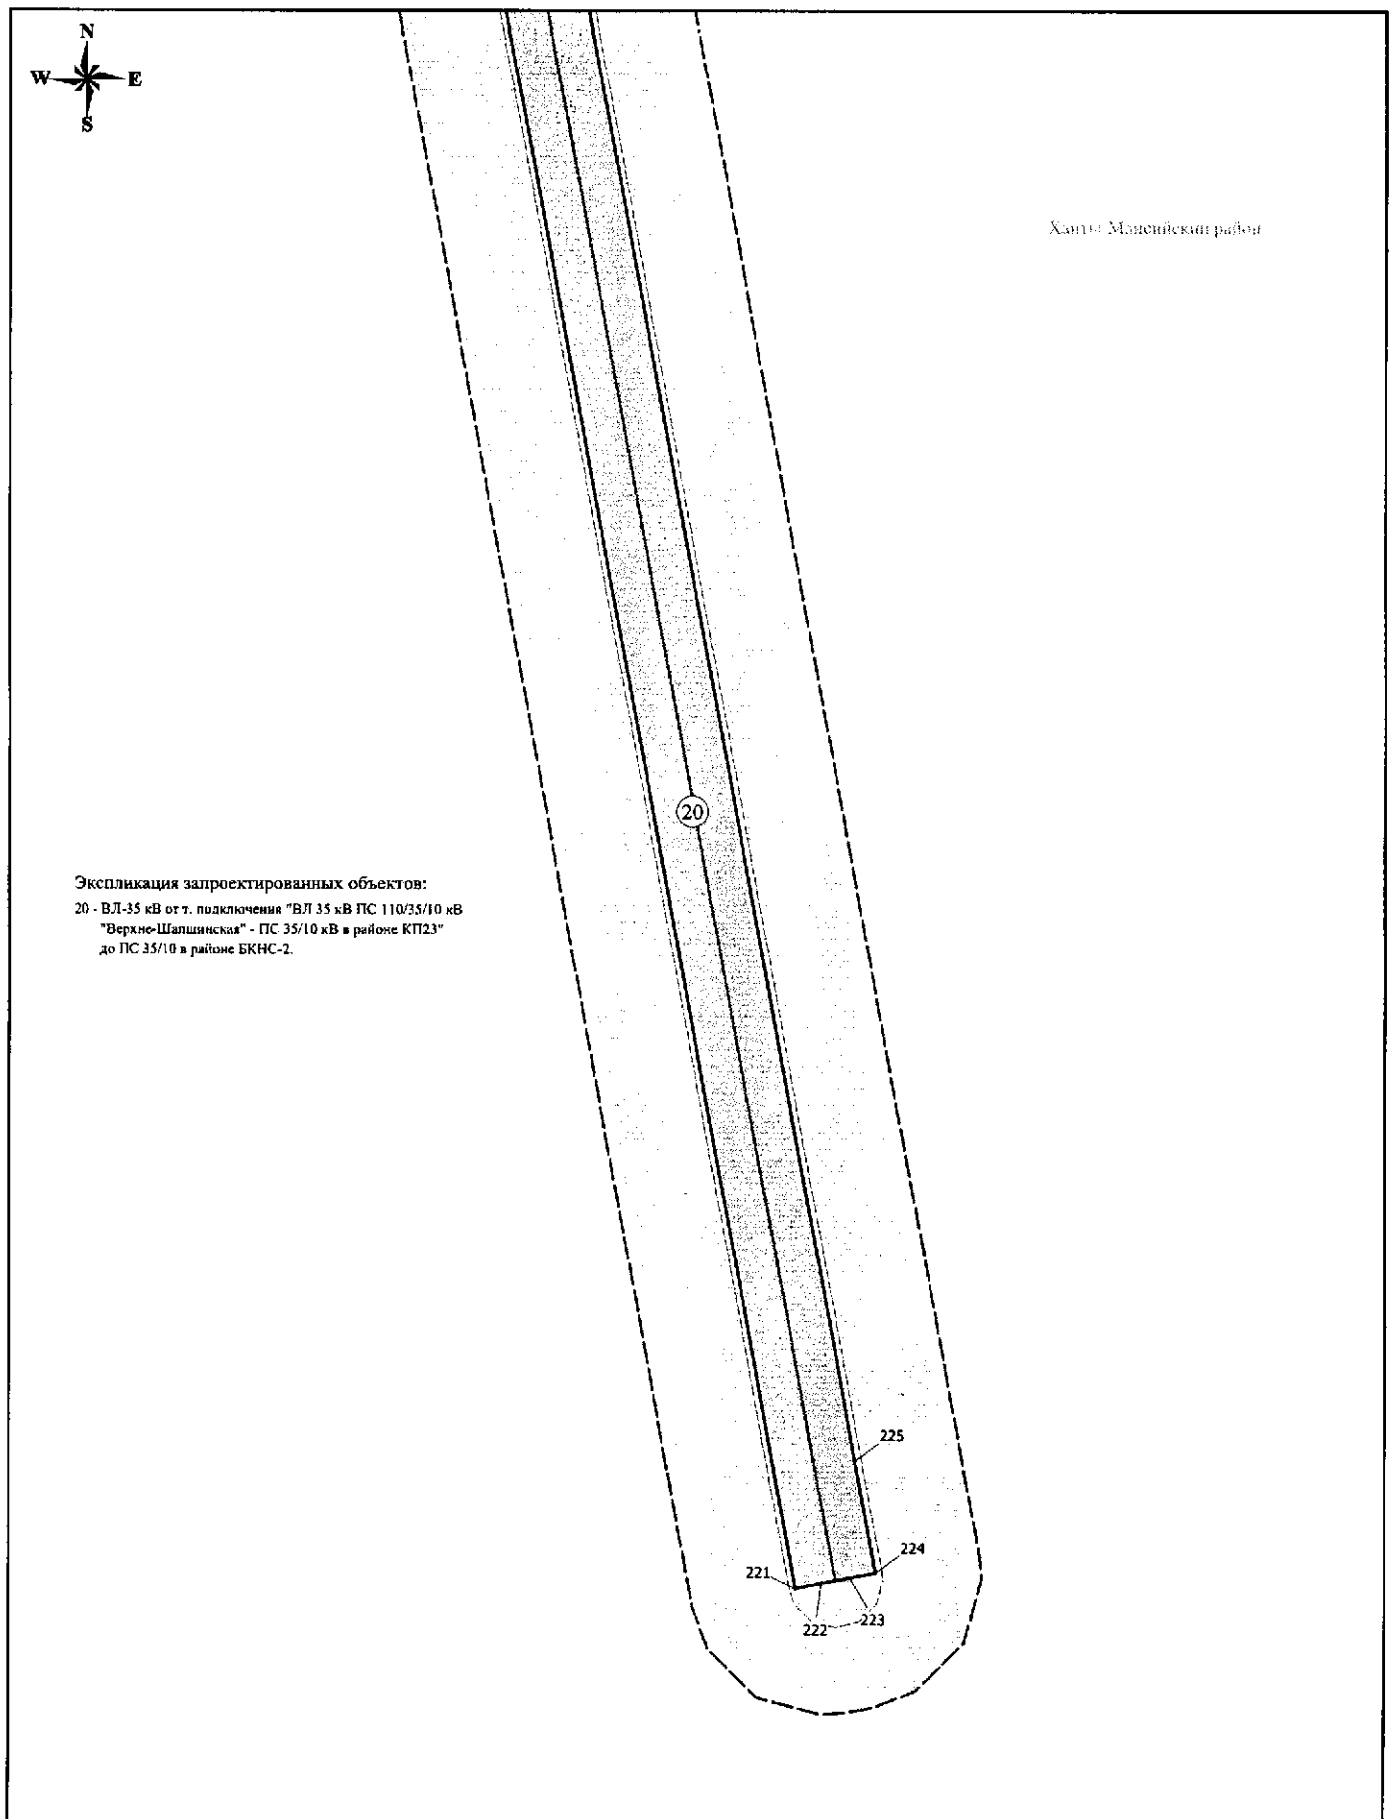 N
W E
S
Ханты-Мансийский район
20
Экспликация запроектированных объектов:
20 - ВЛ-35 кВ от т. подключения "ВЛ 35 кВ ПС 110/35/10 кВ
"Верхне-Шапшинская" - ПС 35/10 кВ в районе КП23"
до ПС 35/10 в районе БКНС-2.
225
224
221
223
222